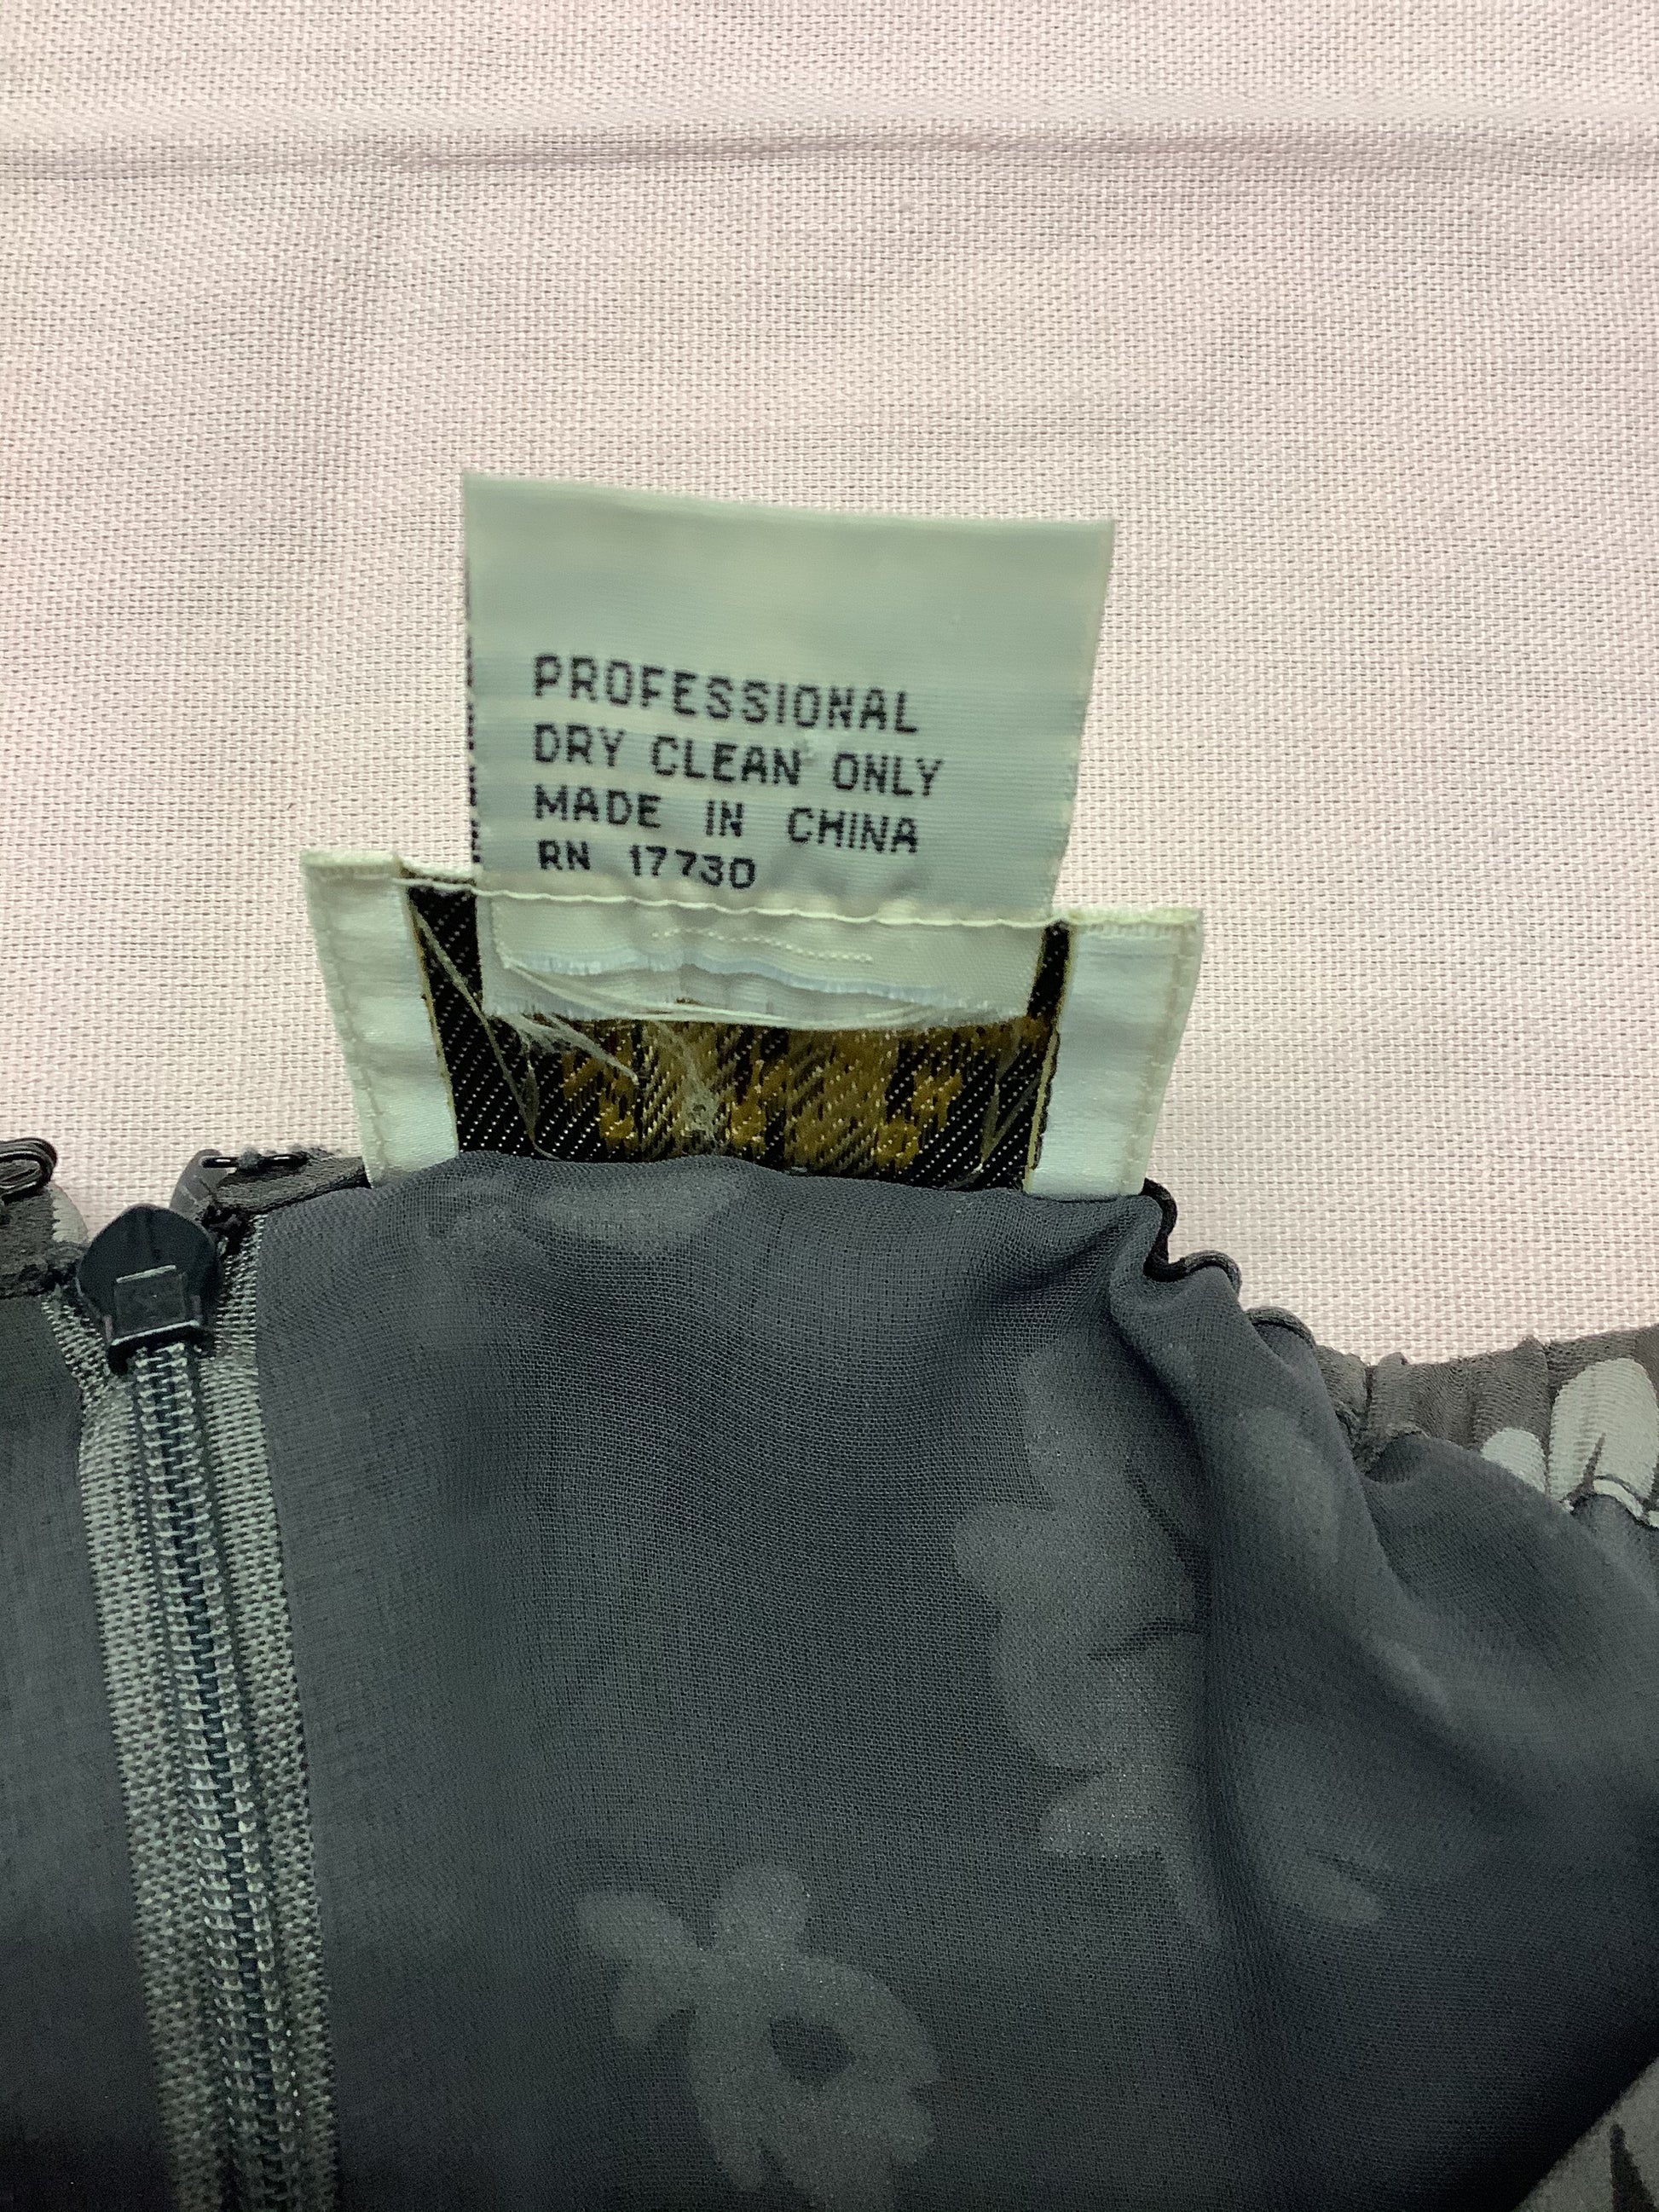 PROFESSIONAL
DRY CLEAN ONLY
MADE IN CHINA
RN 17730